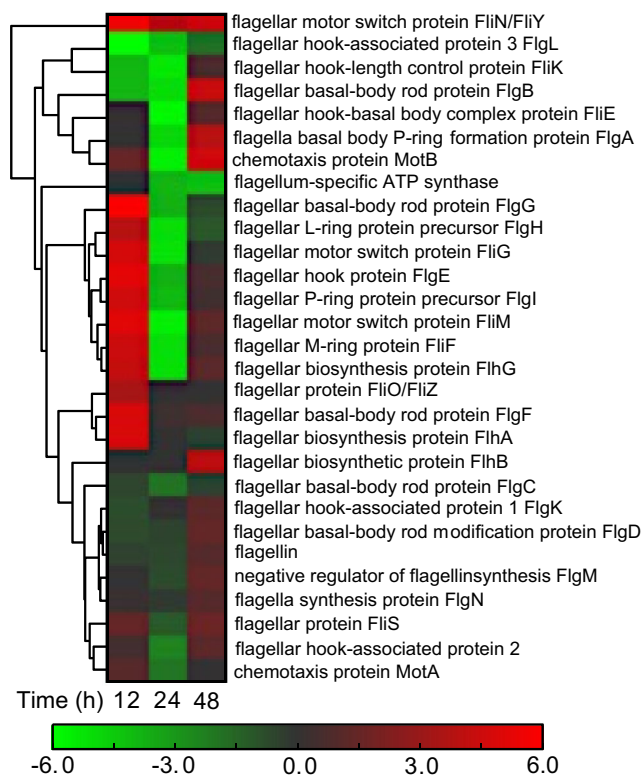 flagellar motor switch protein FliN/FliY
flagellar hook-associated protein 3 FlgL
flagellar hook-length control protein FliK
flagellar basal-body rod protein FlgB
flagellar hook-basal body complex protein FliE
flagella basal body P-ring formation protein FlgA
chemotaxis protein MotB
flagellum-specific ATP synthase
flagellar basal-body rod protein FlgG
flagellar L-ring protein precursor FlgH
flagellar motor switch protein FliG
flagellar hook protein FlgE
flagellar P-ring protein precursor FlgI
flagellar motor switch protein FliM
flagellar M-ring protein FliF
flagellar biosynthesis protein FlhG
flagellar protein FliO/FliZ
flagellar basal-body rod protein FlgF
flagellar biosynthesis protein FlhA
flagellar biosynthetic protein FlhB
flagellar basal-body rod protein FlgC
flagellar hook-associated protein 1 FlgK
flagellar basal-body rod modification protein FlgD
flagellin
negative regulator of flagellinsynthesis FlgM
flagella synthesis protein FlgN
flagellar protein FliS
flagellar hook-associated protein 2
chemotaxis protein MotA
Time (h) 12 24 48
-6.0 -3.0 0.0 3.0 6.0